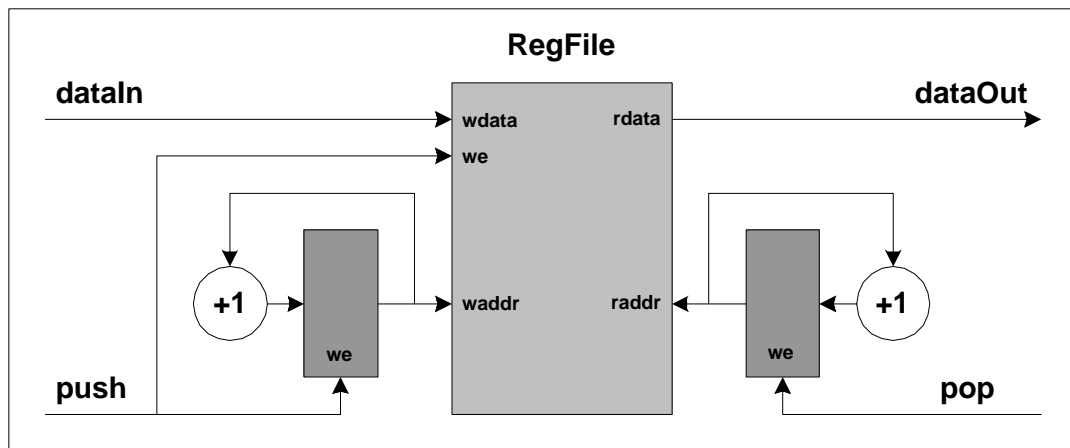 RegFile
dataIn
dataOut
wdata
rdata
we
+1
waddr
raddr
+1
we
we
push
pop